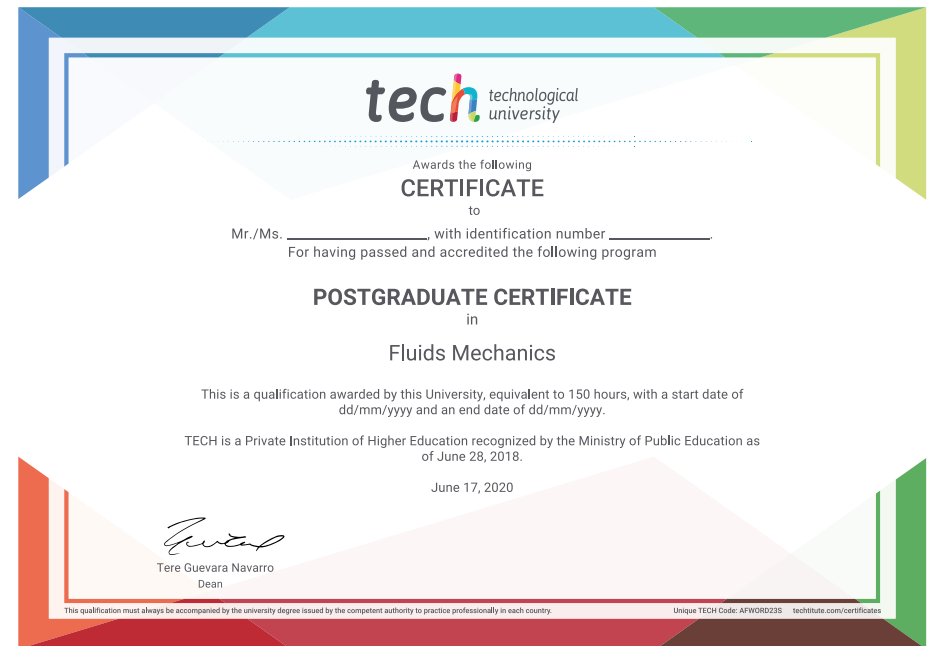 tech technological
university
Awards the following
CERTIFICATE
to
Mr./Ms. ____________________, with identification number ______________.
For having passed and accredited the following program
POSTGRADUATE CERTIFICATE
in
Fluids Mechanics
This is a qualification awarded by this University, equivalent to 150 hours, with a start date of
dd/mm/yyyy and an end date of dd/mm/yyyy.
TECH is a Private Institution of Higher Education recognized by the Ministry of Public Education as
of June 28, 2018.
June 17, 2020
Tere Guevara Navarro
Dean
This qualification must always be accompanied by the university degree issued by the competent authority to practice professionally in each country.
Unique TECH Code: AFWORD23S techtitute.com/certificates